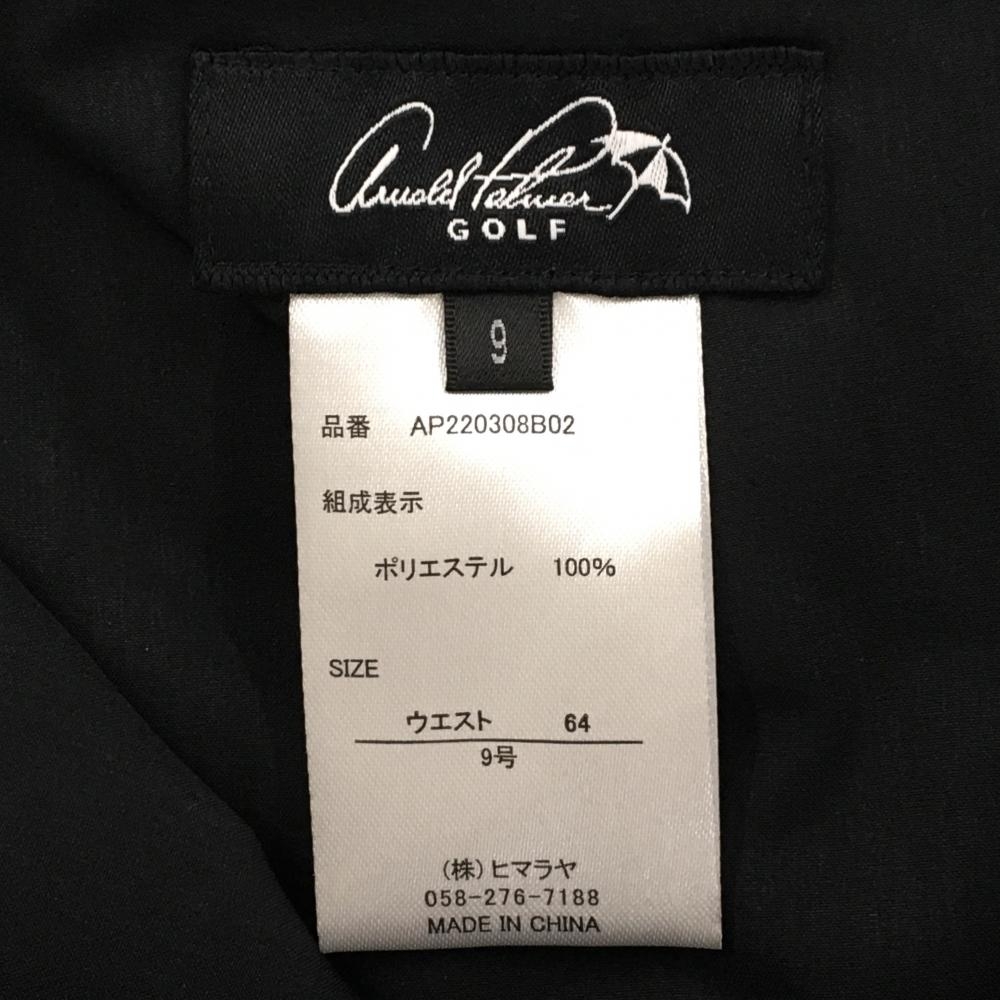 Arnold Palmer
GOLF
9
品番 AP220308B02
組成表示
ポリエステル 100%
SIZE
ウエスト 64
9号
(株)ヒマラヤ
058-276-7188
MADE IN CHINA